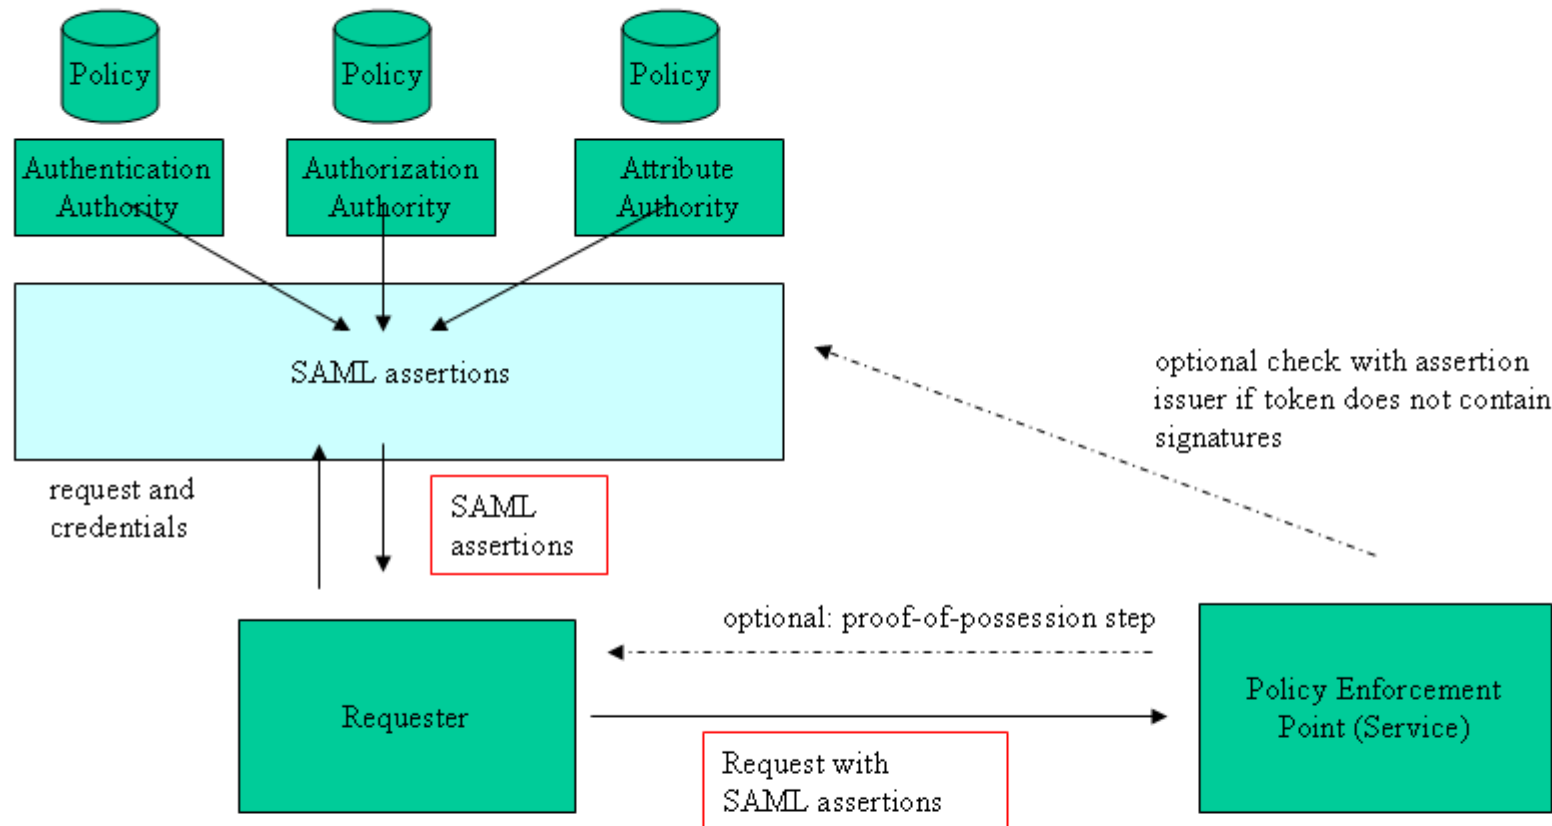 Policy
Policy
Policy
Authentication
Authority
Authorization
Authority
Attribute
Authority
SAML assertions
optional check with assertion
issuer if token does not contain
signatures
request and
credentials
SAML
assertions
optional: proof-of-possession step
Requester
Policy Enforcement
Point (Service)
Request with
SAML assertions